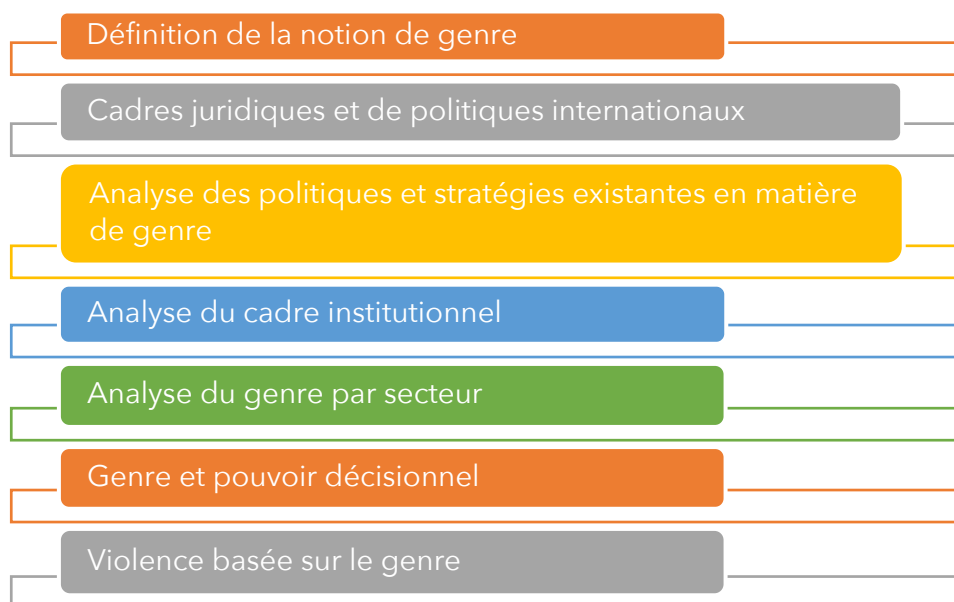 Définition de la notion de genre
Cadres juridiques et de politiques internationaux
Analyse des politiques et stratégies existantes en matière
de genre
Analyse du cadre institutionnel
Analyse du genre par secteur
Genre et pouvoir décisionnel
Violence basée sur le genre